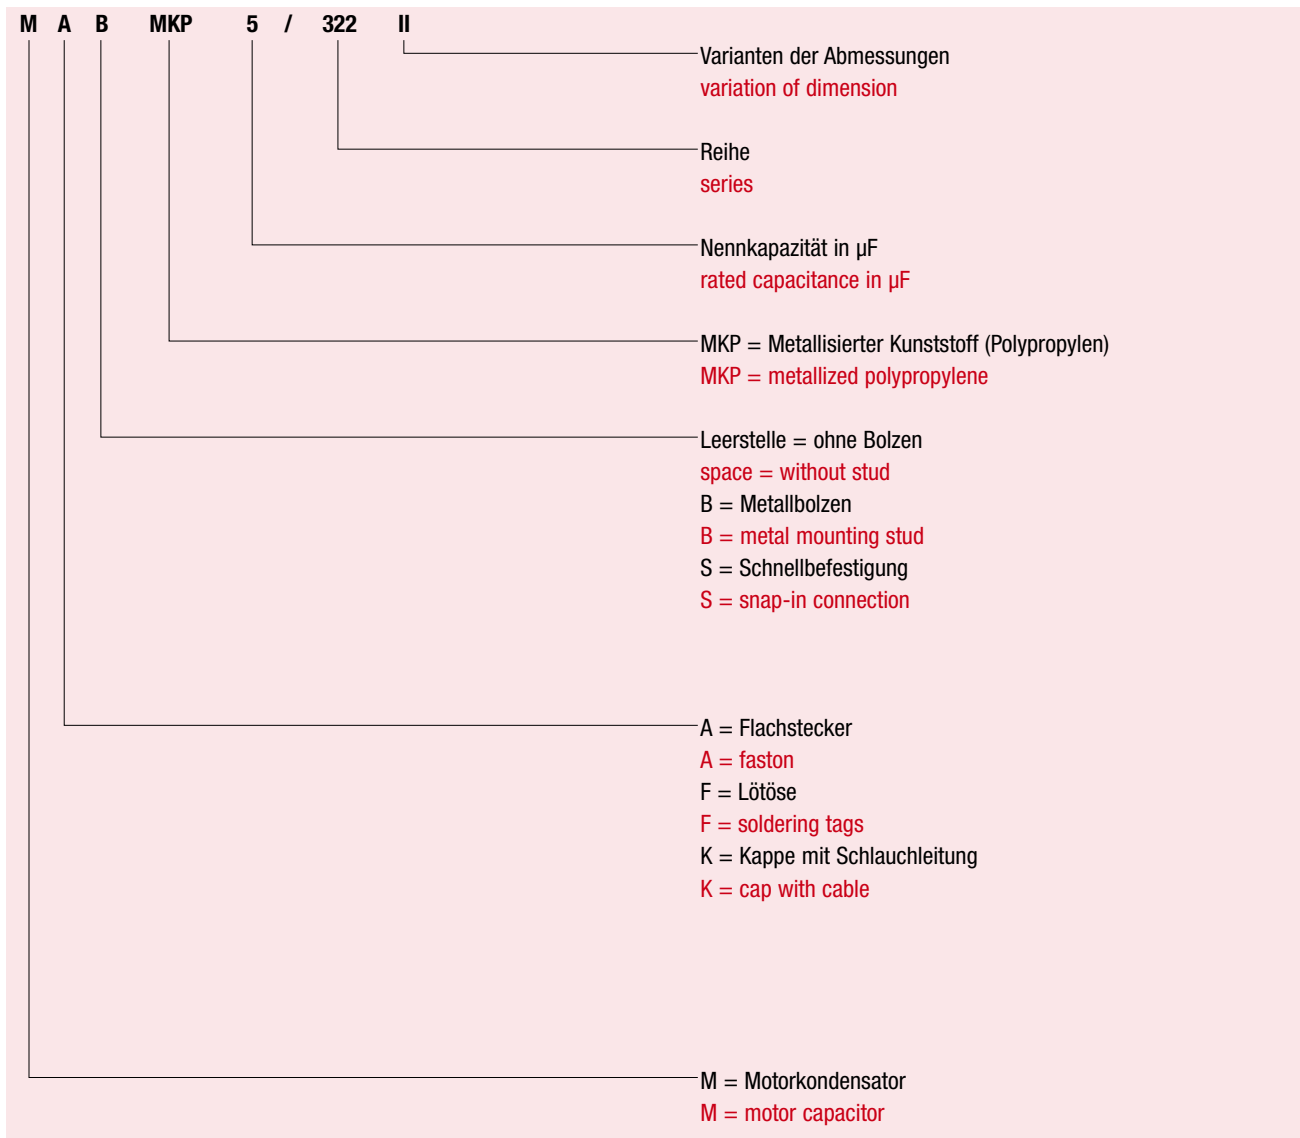 M A B MKP 5 / 322 II
Varianten der Abmessungen
variation of dimension
Reihe
series
Nennkapazität in µF
rated capacitance in µF
MKP = Metallisierter Kunststoff (Polypropylen)
MKP = metallized polypropylene
Leerstelle = ohne Bolzen
space = without stud
B = Metallbolzen
B = metal mounting stud
S = Schnellbefestigung
S = snap-in connection
A = Flachstecker
A = faston
F = Lötöse
F = soldering tags
K = Kappe mit Schlauchleitung
K = cap with cable
M = Motorkondensator
M = motor capacitor